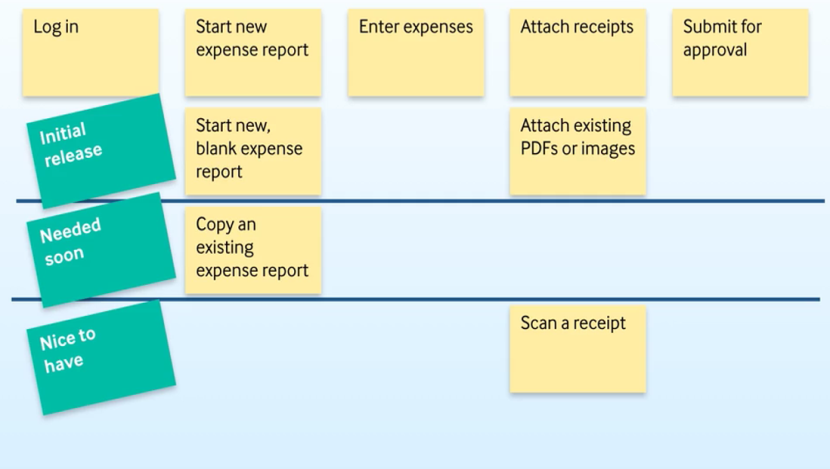 Log in
Start new
expense report
Enter expenses
Attach receipts
Submit for
approval
Initial
release
Start new,
blank expense
report
Attach existing
PDFs or images
Needed
soon
Copy an
existing
expense report
Nice to
have
Scan a receipt